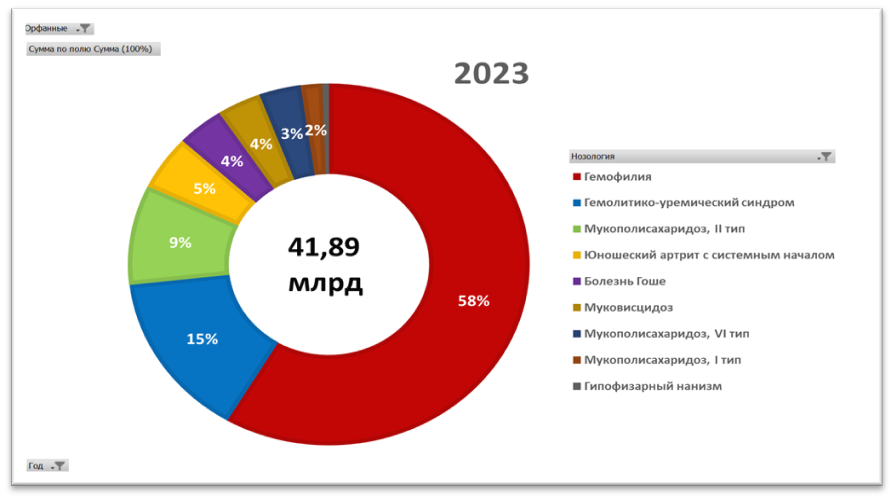 Орфанные
Сумма по полю Сумма (100%)
2023
2%
3%
4%
4%
5%
9%
15%
58%
41,89
млрд
Нозология
Гемофилия
Гемолитико-уремический синдром
Мукополисахаридоз, II тип
Юношеский артрит с системным началом
Болезнь Гоше
Муковисцидоз
Мукополисахаридоз, VI тип
Мукополисахаридоз, I тип
Гипофизарный нанизм
Год